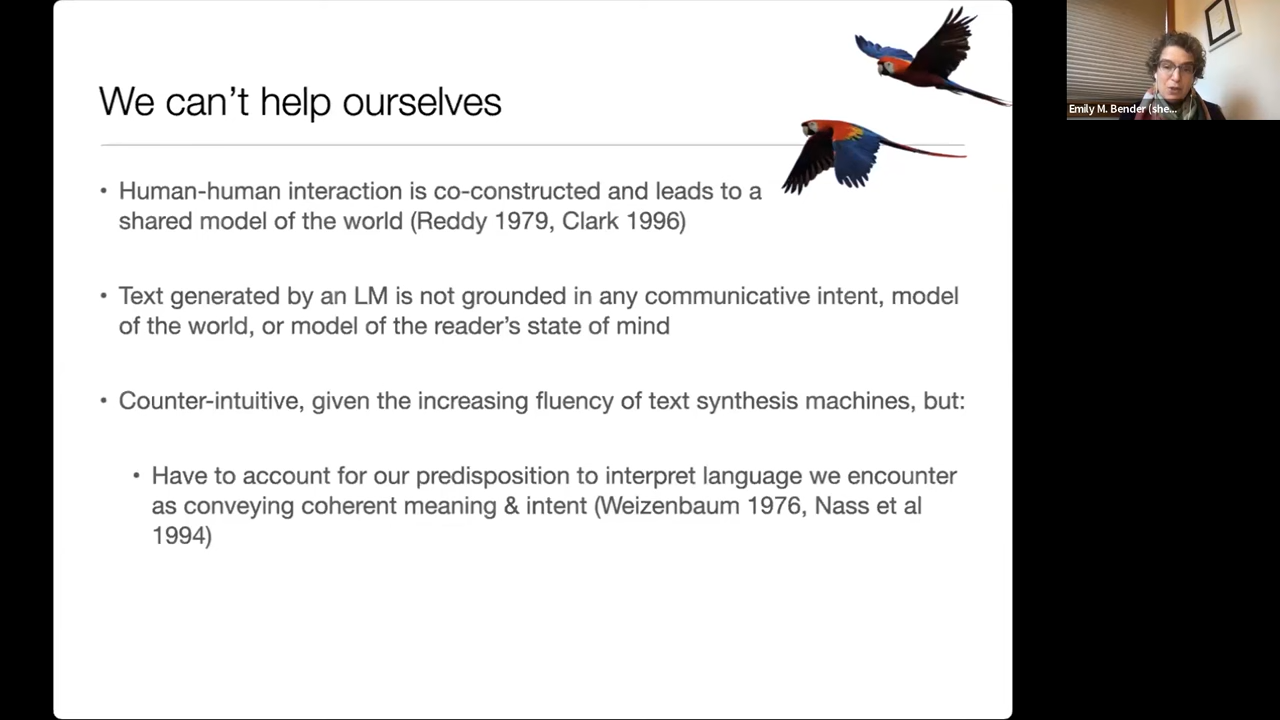 We can't help ourselves
• Human-human interaction is co-constructed and leads to a
shared model of the world (Reddy 1979, Clark 1996)
• Text generated by an LM is not grounded in any communicative intent, model
of the world, or model of the reader's state of mind
• Counter-intuitive, given the increasing fluency of text synthesis machines, but:
• Have to account for our predisposition to interpret language we encounter
as conveying coherent meaning & intent (Weizenbaum 1976, Nass et al
1994)
Emily M. Bender (she...